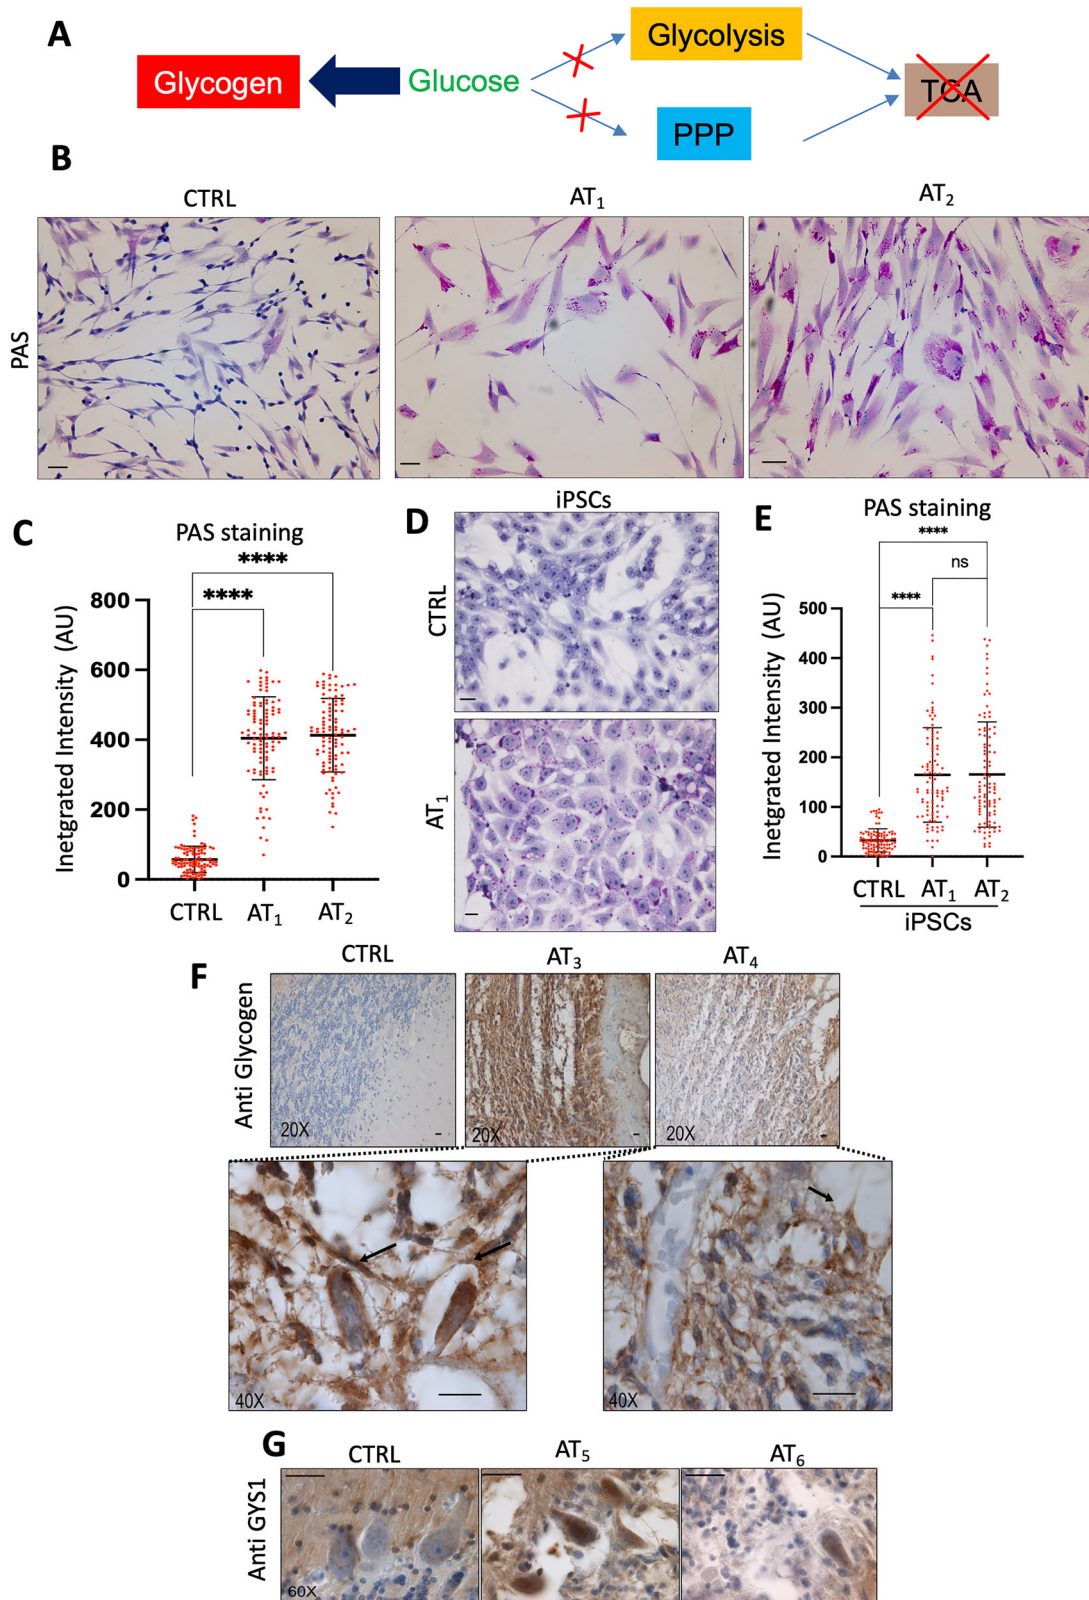 A
Glycogen
Glucose
Glycolysis
PPP
TCA
B
CTRL
AT1
AT2
PAS
C
PAS staining
****
****
Inetgrated Intensity (AU)
800
600
400
200
0
CTRL
AT1
AT2
D
iPSCs
CTRL
AT1
E
PAS staining
****
ns
****
Inetgrated Intensity (AU)
500
400
300
200
100
0
CTRL
AT1
AT2
iPSCs
F
CTRL
AT3
AT4
Anti Glycogen
20X
20X
20X
40X
40X
G
CTRL
AT5
AT6
Anti GYS1
60X